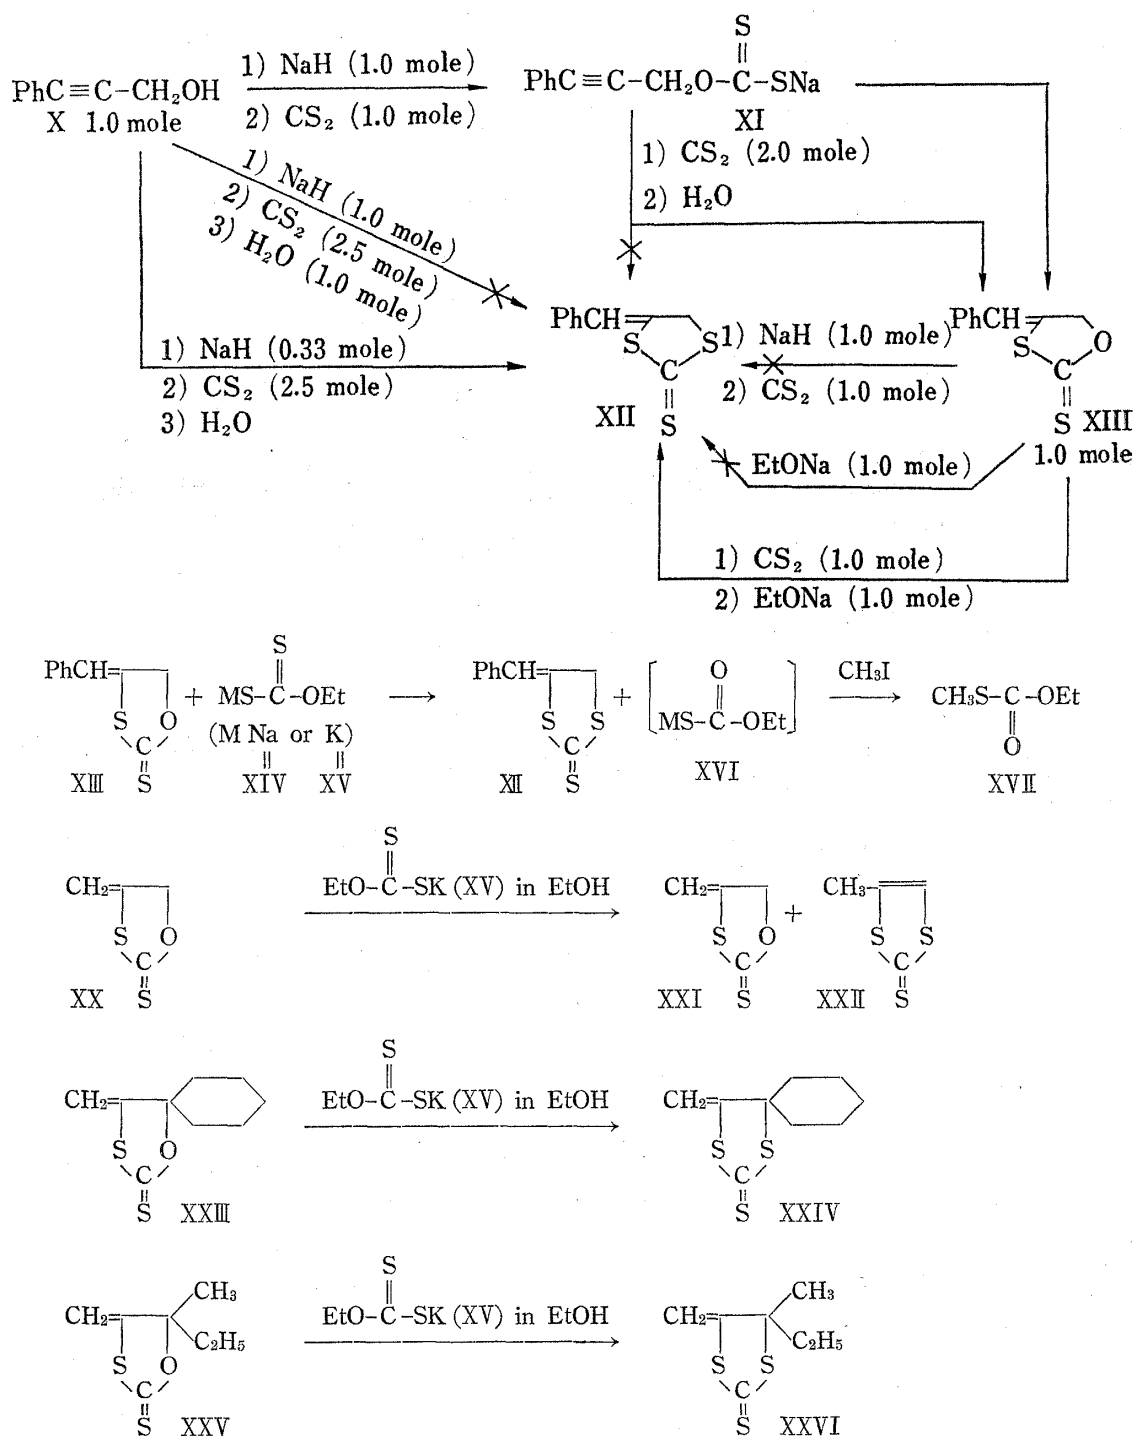 PhC≡C-CH₂OH
X 1.0 mole
1) NaH (1.0 mole)
2) CS₂ (1.0 mole)
S
PhC≡C-CH₂O-C-SNa
XI
1) NaH (1.0 mole)
2) CS₂ (2.5 mole)
3) H₂O (1.0 mole)
1) CS₂ (2.0 mole)
2) H₂O
1) NaH (0.33 mole)
2) CS₂ (2.5 mole)
3) H₂O
PhCH=
S S
C
S
XII
1) NaH (1.0 mole)
2) CS₂ (1.0 mole)
PhCH=
S O
C
S XIII
1.0 mole
EtONa (1.0 mole)
1) CS₂ (1.0 mole)
2) EtONa (1.0 mole)
PhCH=
S O
C
XIII S
+
S
MS-C-OEt
(M Na or K)
XIV XV
PhCH=
S S
C
XII S
+
O
[MS-C-OEt]
XVI
CH₃I
CH₃S-C-OEt
O
XVII
CH₂=
S O
C
XX S
S
EtO-C-SK (XV) in EtOH
CH₂=
S O
C
XXI S
+
CH₃-
S S
C
XXII S
CH₂=
S O
C
S XXIII
S
EtO-C-SK (XV) in EtOH
CH₂=
S S
C
S XXIV
CH₂=
CH₃
C₂H₅
S O
C
S XXV
S
EtO-C-SK (XV) in EtOH
CH₂=
CH₃
C₂H₅
S S
C
S XXVI